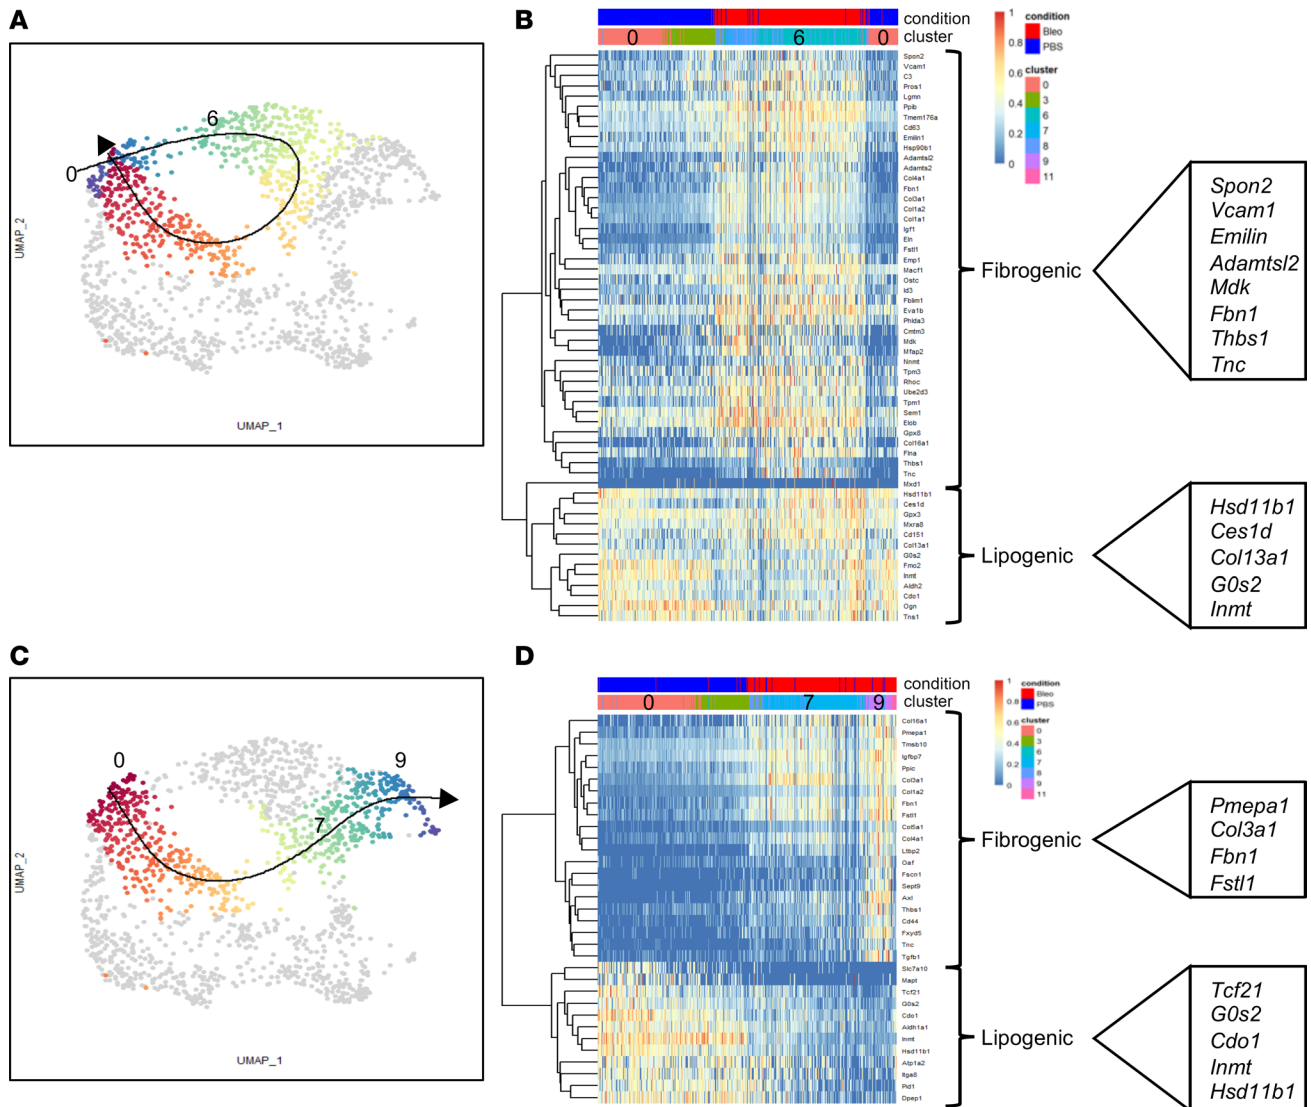 A
0
6
UMAP_2
UMAP_1
B
condition
cluster
0
6
0
Spon2
Vcam1
C3
Pros1
Lgmn
Ppib
Tmem176a
Cd63
Emilin1
Hsp90b1
Adamtsl2
Adamts2
Col4a1
Fbn1
Col3a1
Col1a2
Col1a1
Igf1
Eln
Fstl1
Emp1
Macf1
Ostc
Id3
Fblim1
Eva1b
Phlda3
Cmtm3
Mdk
Mfap2
Nnmt
Tpm3
Rhoc
Ube2d3
Tpm1
Sem1
Elob
Gpx8
Col16a1
Flna
Thbs1
Tnc
Mxd1
Hsd11b1
Ces1d
Gpx3
Mxra8
Cd151
Col13a1
G0s2
Fmo2
Inmt
Aldh2
Cdo1
Ogn
Tns1
1
0.8
0.6
0.4
0.2
0
condition
Bleo
PBS
cluster
0
3
6
7
8
9
11
Fibrogenic
Spon2
Vcam1
Emilin
Adamtsl2
Mdk
Fbn1
Thbs1
Tnc
Lipogenic
Hsd11b1
Ces1d
Col13a1
G0s2
Inmt
C
0
9
7
UMAP_2
UMAP_1
D
condition
cluster
0
7
9
Col16a1
Pmepa1
Tmsb10
Igfbp7
Ppic
Col3a1
Col1a2
Fbn1
Fstl1
Col5a1
Col4a1
Ltbp2
Oaf
Fscn1
Sept9
Axl
Thbs1
Cd44
Fxyd5
Tnc
Tgfb1
Slc7a10
Mapt
Tcf21
G0s2
Cdo1
Aldh1a1
Inmt
Hsd11b1
Atp1a2
Itga8
Pid1
Dpep1
1
0.8
0.6
0.4
0.2
0
condition
Bleo
PBS
cluster
0
3
6
7
8
9
11
Fibrogenic
Pmepa1
Col3a1
Fbn1
Fstl1
Lipogenic
Tcf21
G0s2
Cdo1
Inmt
Hsd11b1